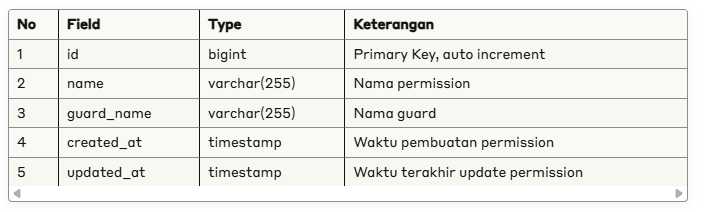 No Field Type Keterangan
1 id bigint Primary Key, auto increment
2 name varchar(255) Nama permission
3 guard_name varchar(255) Nama guard
4 created_at timestamp Waktu pembuatan permission
5 updated_at timestamp Waktu terakhir update permission